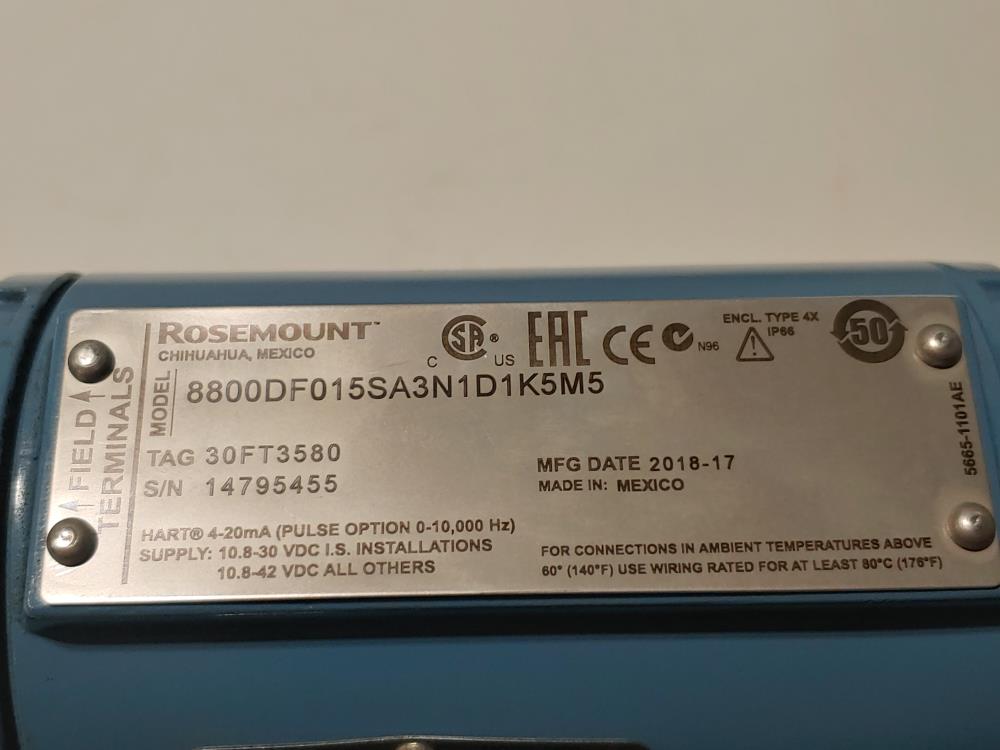 ROSEMOUNT™
CHIHUAHUA, MEXICO
C SA® US EAC CE N96
ENCL. TYPE 4X
IP66
50
MODEL 8800DF015SA3N1D1K5M5
TAG 30FT3580
S/N 14795455
MFG DATE 2018-17
MADE IN: MEXICO
HART® 4-20mA (PULSE OPTION 0-10,000 Hz)
SUPPLY: 10.8-30 VDC I.S. INSTALLATIONS
10.8-42 VDC ALL OTHERS
FOR CONNECTIONS IN AMBIENT TEMPERATURES ABOVE
60° (140°F) USE WIRING RATED FOR AT LEAST 80°C (176°F)
FIELD
TERMINALS
5665-1101AE